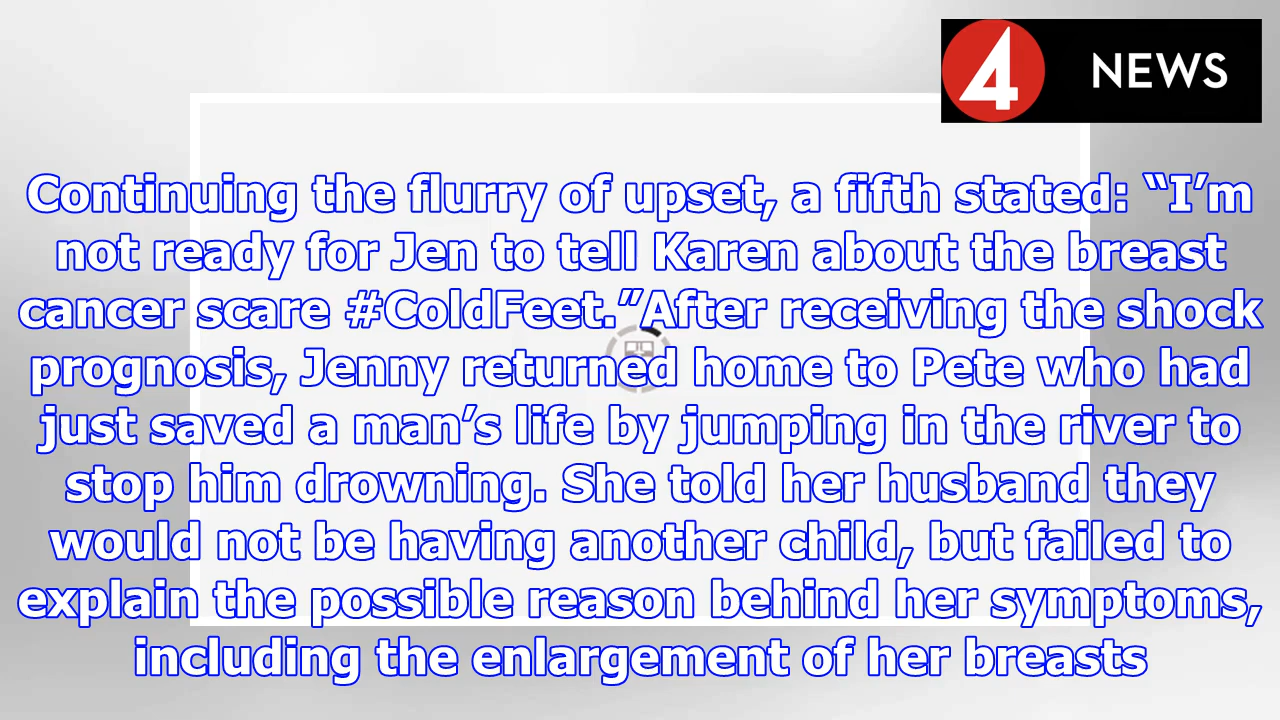 4 NEWS
Continuing the flurry of upset, a fifth stated: “I’m
not ready for Jen to tell Karen about the breast
cancer scare #ColdFeet.”After receiving the shock
prognosis, Jenny returned home to Pete who had
just saved a man’s life by jumping in the river to
stop him drowning. She told her husband they
would not be having another child, but failed to
explain the possible reason behind her symptoms,
including the enlargement of her breasts